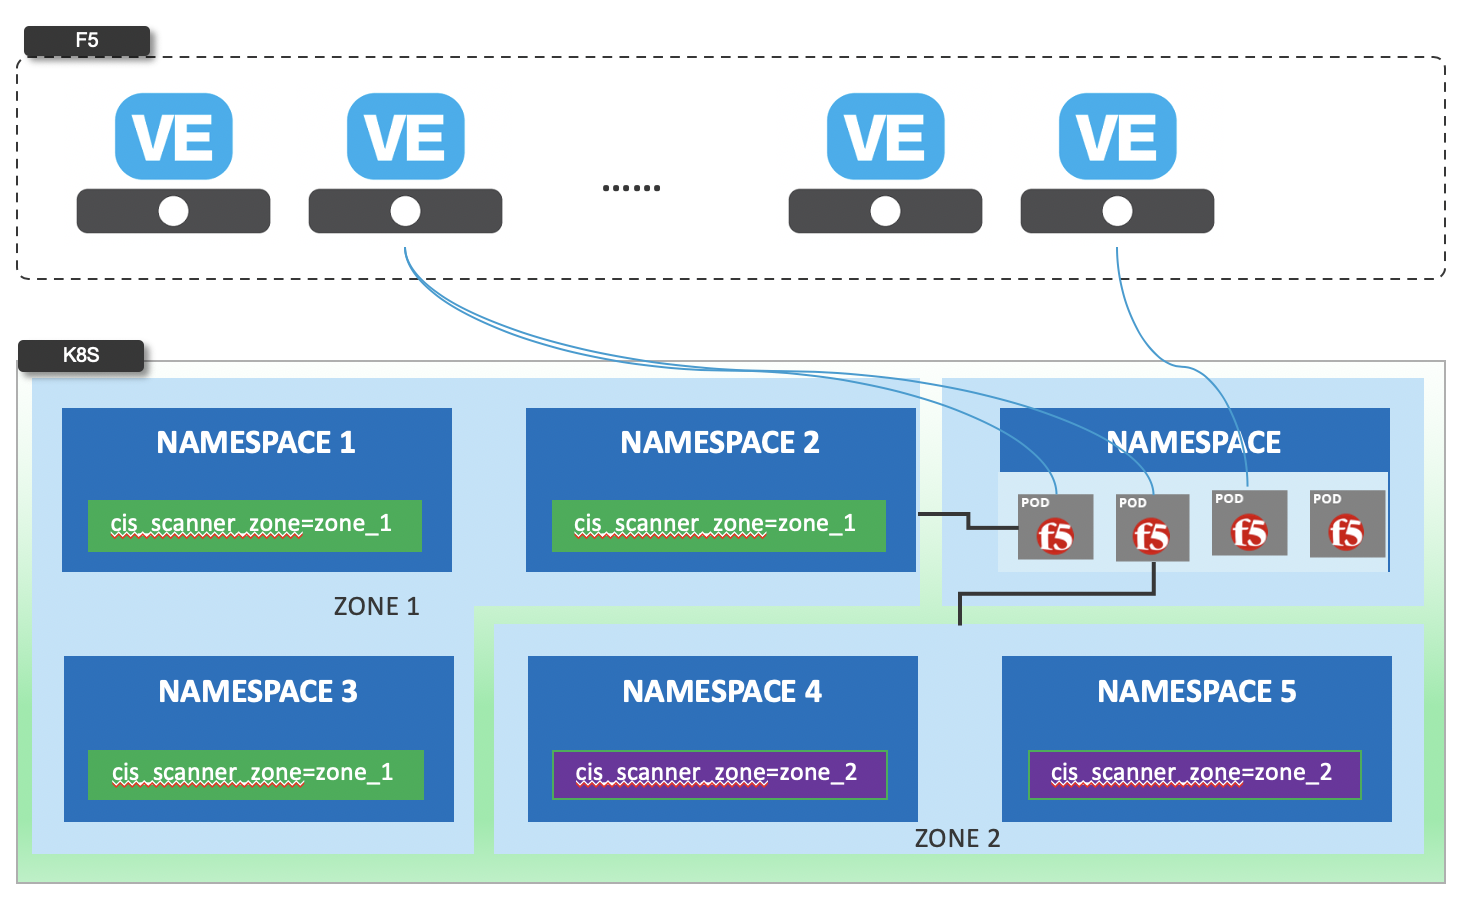 F5
VE
VE
......
VE
VE
K8S
NAMESPACE 1
NAMESPACE 2
NAMESPACE
cis_scanner_zone=zone_1
cis_scanner_zone=zone_1
POD
POD
POD
POD
f5
f5
f5
f5
ZONE 1
NAMESPACE 3
NAMESPACE 4
NAMESPACE 5
cis_scanner_zone=zone_1
cis_scanner_zone=zone_2
cis_scanner_zone=zone_2
ZONE 2